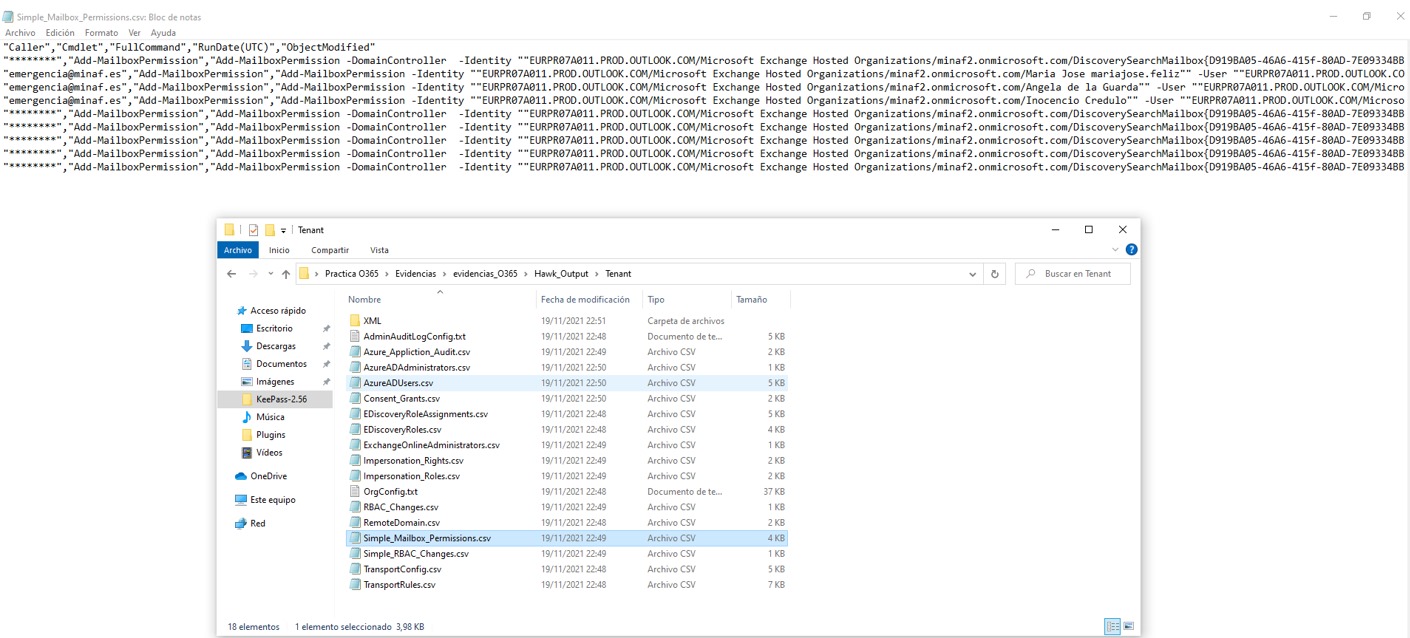 Simple_Mailbox_Permissions.csv: Bloc de notas
Archivo Edición Formato Ver Ayuda
"Caller","Cmdlet","FullCommand","RunDate(UTC)","ObjectModified"
"********","Add-MailboxPermission","Add-MailboxPermission -DomainController  -Identity ""EURPR07A011.PROD.OUTLOOK.COM/Microsoft Exchange Hosted Organizations/minaf2.onmicrosoft.com/DiscoverySearchMailbox{D919BA05-46A6-415f-80AD-7E09334BB
"emergencia@minaf.es","Add-MailboxPermission","Add-MailboxPermission -Identity ""EURPR07A011.PROD.OUTLOOK.COM/Microsoft Exchange Hosted Organizations/minaf2.onmicrosoft.com/Maria Jose mariajose.feliz"" -User ""EURPR07A011.PROD.OUTLOOK.CO
"emergencia@minaf.es","Add-MailboxPermission","Add-MailboxPermission -Identity ""EURPR07A011.PROD.OUTLOOK.COM/Microsoft Exchange Hosted Organizations/minaf2.onmicrosoft.com/Angela de la Guarda"" -User ""EURPR07A011.PROD.OUTLOOK.COM/Micro
"emergencia@minaf.es","Add-MailboxPermission","Add-MailboxPermission -Identity ""EURPR07A011.PROD.OUTLOOK.COM/Microsoft Exchange Hosted Organizations/minaf2.onmicrosoft.com/Inocencio Credulo"" -User ""EURPR07A011.PROD.OUTLOOK.COM/Microso
"********","Add-MailboxPermission","Add-MailboxPermission -DomainController  -Identity ""EURPR07A011.PROD.OUTLOOK.COM/Microsoft Exchange Hosted Organizations/minaf2.onmicrosoft.com/DiscoverySearchMailbox{D919BA05-46A6-415f-80AD-7E09334BB
"********","Add-MailboxPermission","Add-MailboxPermission -DomainController  -Identity ""EURPR07A011.PROD.OUTLOOK.COM/Microsoft Exchange Hosted Organizations/minaf2.onmicrosoft.com/DiscoverySearchMailbox{D919BA05-46A6-415f-80AD-7E09334BB
"********","Add-MailboxPermission","Add-MailboxPermission -DomainController  -Identity ""EURPR07A011.PROD.OUTLOOK.COM/Microsoft Exchange Hosted Organizations/minaf2.onmicrosoft.com/DiscoverySearchMailbox{D919BA05-46A6-415f-80AD-7E09334BB
"********","Add-MailboxPermission","Add-MailboxPermission -DomainController  -Identity ""EURPR07A011.PROD.OUTLOOK.COM/Microsoft Exchange Hosted Organizations/minaf2.onmicrosoft.com/DiscoverySearchMailbox{D919BA05-46A6-415f-80AD-7E09334BB
"********","Add-MailboxPermission","Add-MailboxPermission -DomainController  -Identity ""EURPR07A011.PROD.OUTLOOK.COM/Microsoft Exchange Hosted Organizations/minaf2.onmicrosoft.com/DiscoverySearchMailbox{D919BA05-46A6-415f-80AD-7E09334BB
Tenant
Archivo Inicio Compartir Vista
Practica O365 › Evidencias › evidencias_O365 › Hawk_Output › Tenant
Buscar en Tenant
Acceso rápido
Escritorio
Descargas
Documentos
Imágenes
KeePass-2.56
Música
Plugins
Vídeos
OneDrive
Este equipo
Red
Nombre Fecha de modificación Tipo Tamaño
XML 19/11/2021 22:51 Carpeta de archivos
AdminAuditLogConfig.txt 19/11/2021 22:48 Documento de te... 5 KB
Azure_Appliction_Audit.csv 19/11/2021 22:49 Archivo CSV 2 KB
AzureADAdministrators.csv 19/11/2021 22:50 Archivo CSV 1 KB
AzureADUsers.csv 19/11/2021 22:50 Archivo CSV 5 KB
Consent_Grants.csv 19/11/2021 22:50 Archivo CSV 2 KB
EDiscoveryRoleAssignments.csv 19/11/2021 22:48 Archivo CSV 5 KB
EDiscoveryRoles.csv 19/11/2021 22:48 Archivo CSV 4 KB
ExchangeOnlineAdministrators.csv 19/11/2021 22:49 Archivo CSV 1 KB
Impersonation_Rights.csv 19/11/2021 22:49 Archivo CSV 2 KB
Impersonation_Roles.csv 19/11/2021 22:49 Archivo CSV 2 KB
OrgConfig.txt 19/11/2021 22:48 Documento de te... 37 KB
RBAC_Changes.csv 19/11/2021 22:49 Archivo CSV 1 KB
RemoteDomain.csv 19/11/2021 22:48 Archivo CSV 2 KB
Simple_Mailbox_Permissions.csv 19/11/2021 22:49 Archivo CSV 4 KB
Simple_RBAC_Changes.csv 19/11/2021 22:49 Archivo CSV 1 KB
TransportConfig.csv 19/11/2021 22:48 Archivo CSV 5 KB
TransportRules.csv 19/11/2021 22:48 Archivo CSV 7 KB
18 elementos 1 elemento seleccionado 3,98 KB